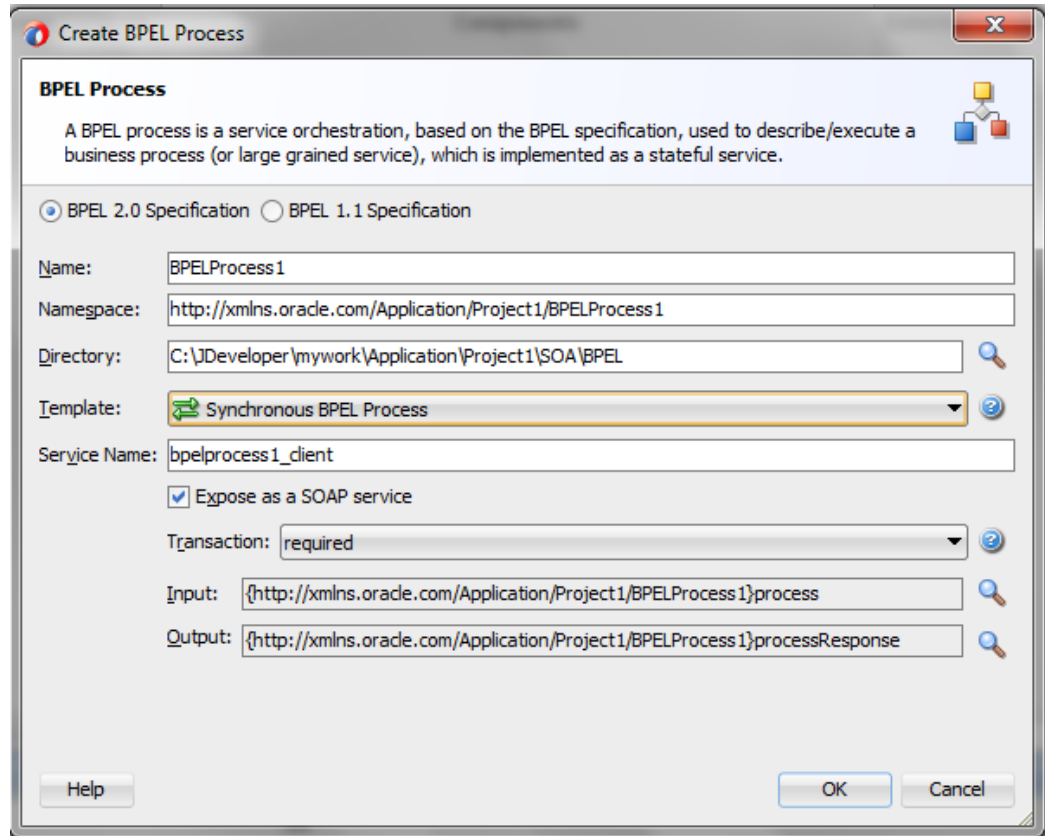 Create BPEL Process
BPEL Process
A BPEL process is a service orchestration, based on the BPEL specification, used to describe/execute a
business process (or large grained service), which is implemented as a stateful service.
BPEL 2.0 Specification BPEL 1.1 Specification
Name: BPELProcess1
Namespace: http://xmlns.oracle.com/Application/Project1/BPELProcess1
Directory: C:\JDeveloper\mywork\Application\Project1\SOA\BPEL
Template: Synchronous BPEL Process
Service Name: bpelprocess1_client
Expose as a SOAP service
Transaction: required
Input: {http://xmlns.oracle.com/Application/Project1/BPELProcess1}process
Output: {http://xmlns.oracle.com/Application/Project1/BPELProcess1}processResponse
Help OK Cancel